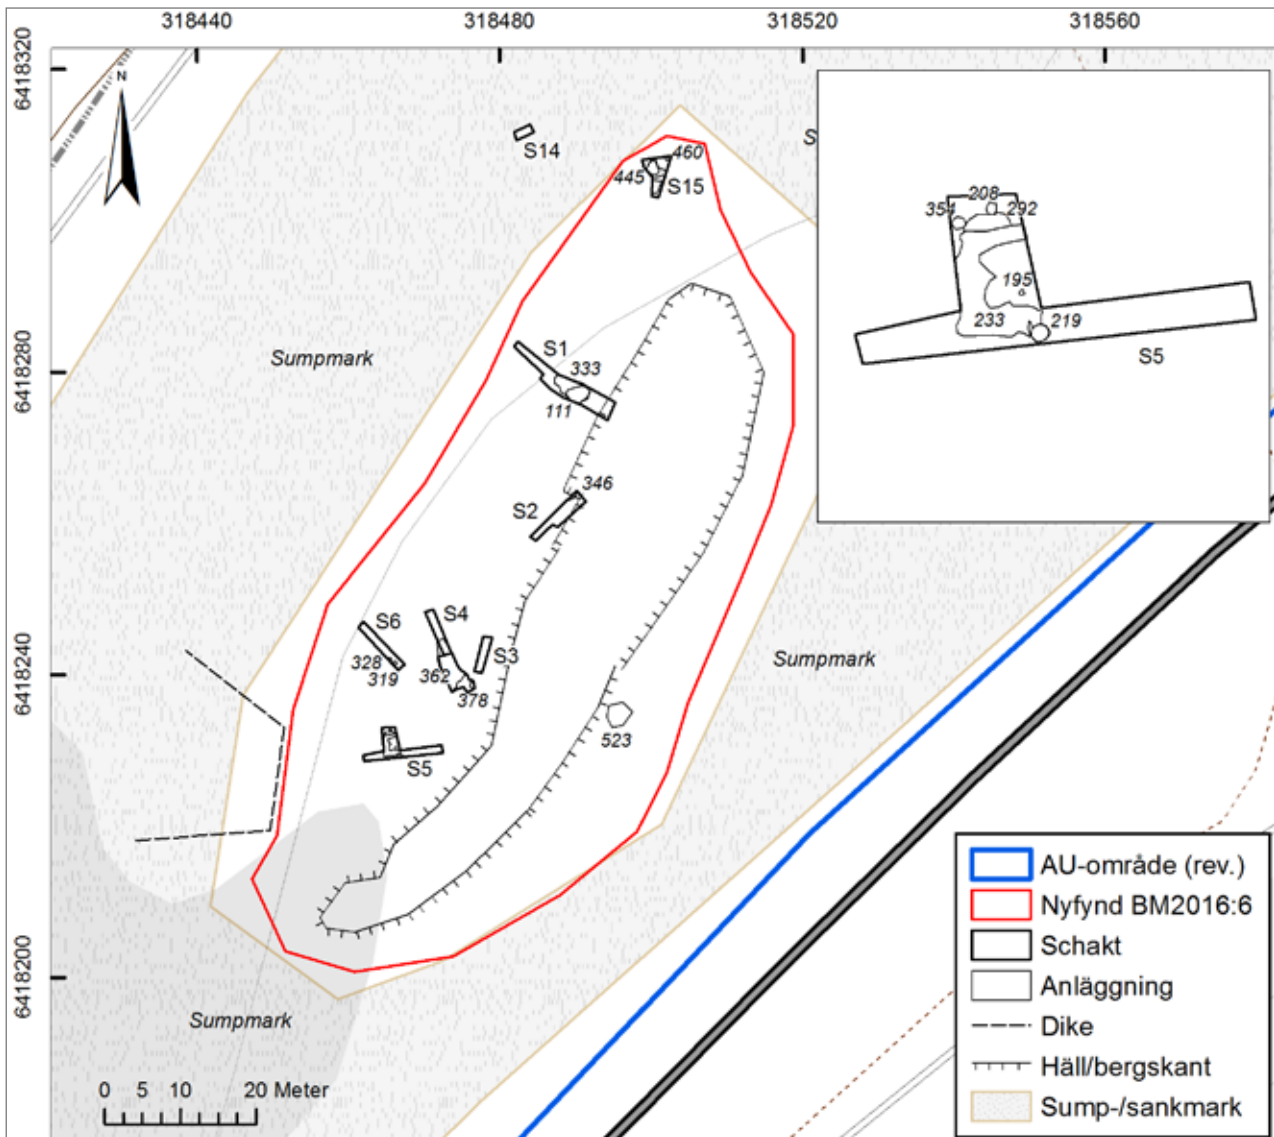 318440
318480
318520
318560
6418320
6418280
6418240
6418200
N
S14
460
445
S15
S
Sumpmark
S1
333
111
346
S2
S6
S4
S3
328
319
362
378
S5
523
Sumpmark
Sumpmark
208
354
292
195
233
219
S5
0 5 10 20 Meter
AU-område (rev.)
Nyfynd BM2016:6
Schakt
Anläggning
Dike
Häll/bergskant
Sump-/sankmark